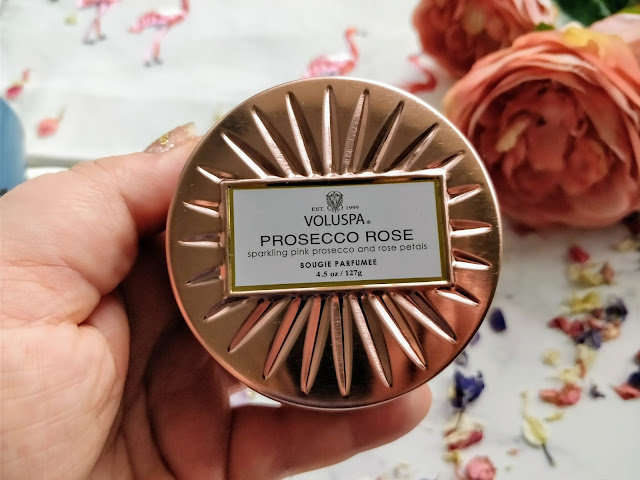 EST. 1999
VOLUSPA®
PROSECCO ROSE
sparkling pink prosecco and rose petals
BOUGIE PARFUMEE
4.5 oz / 127g